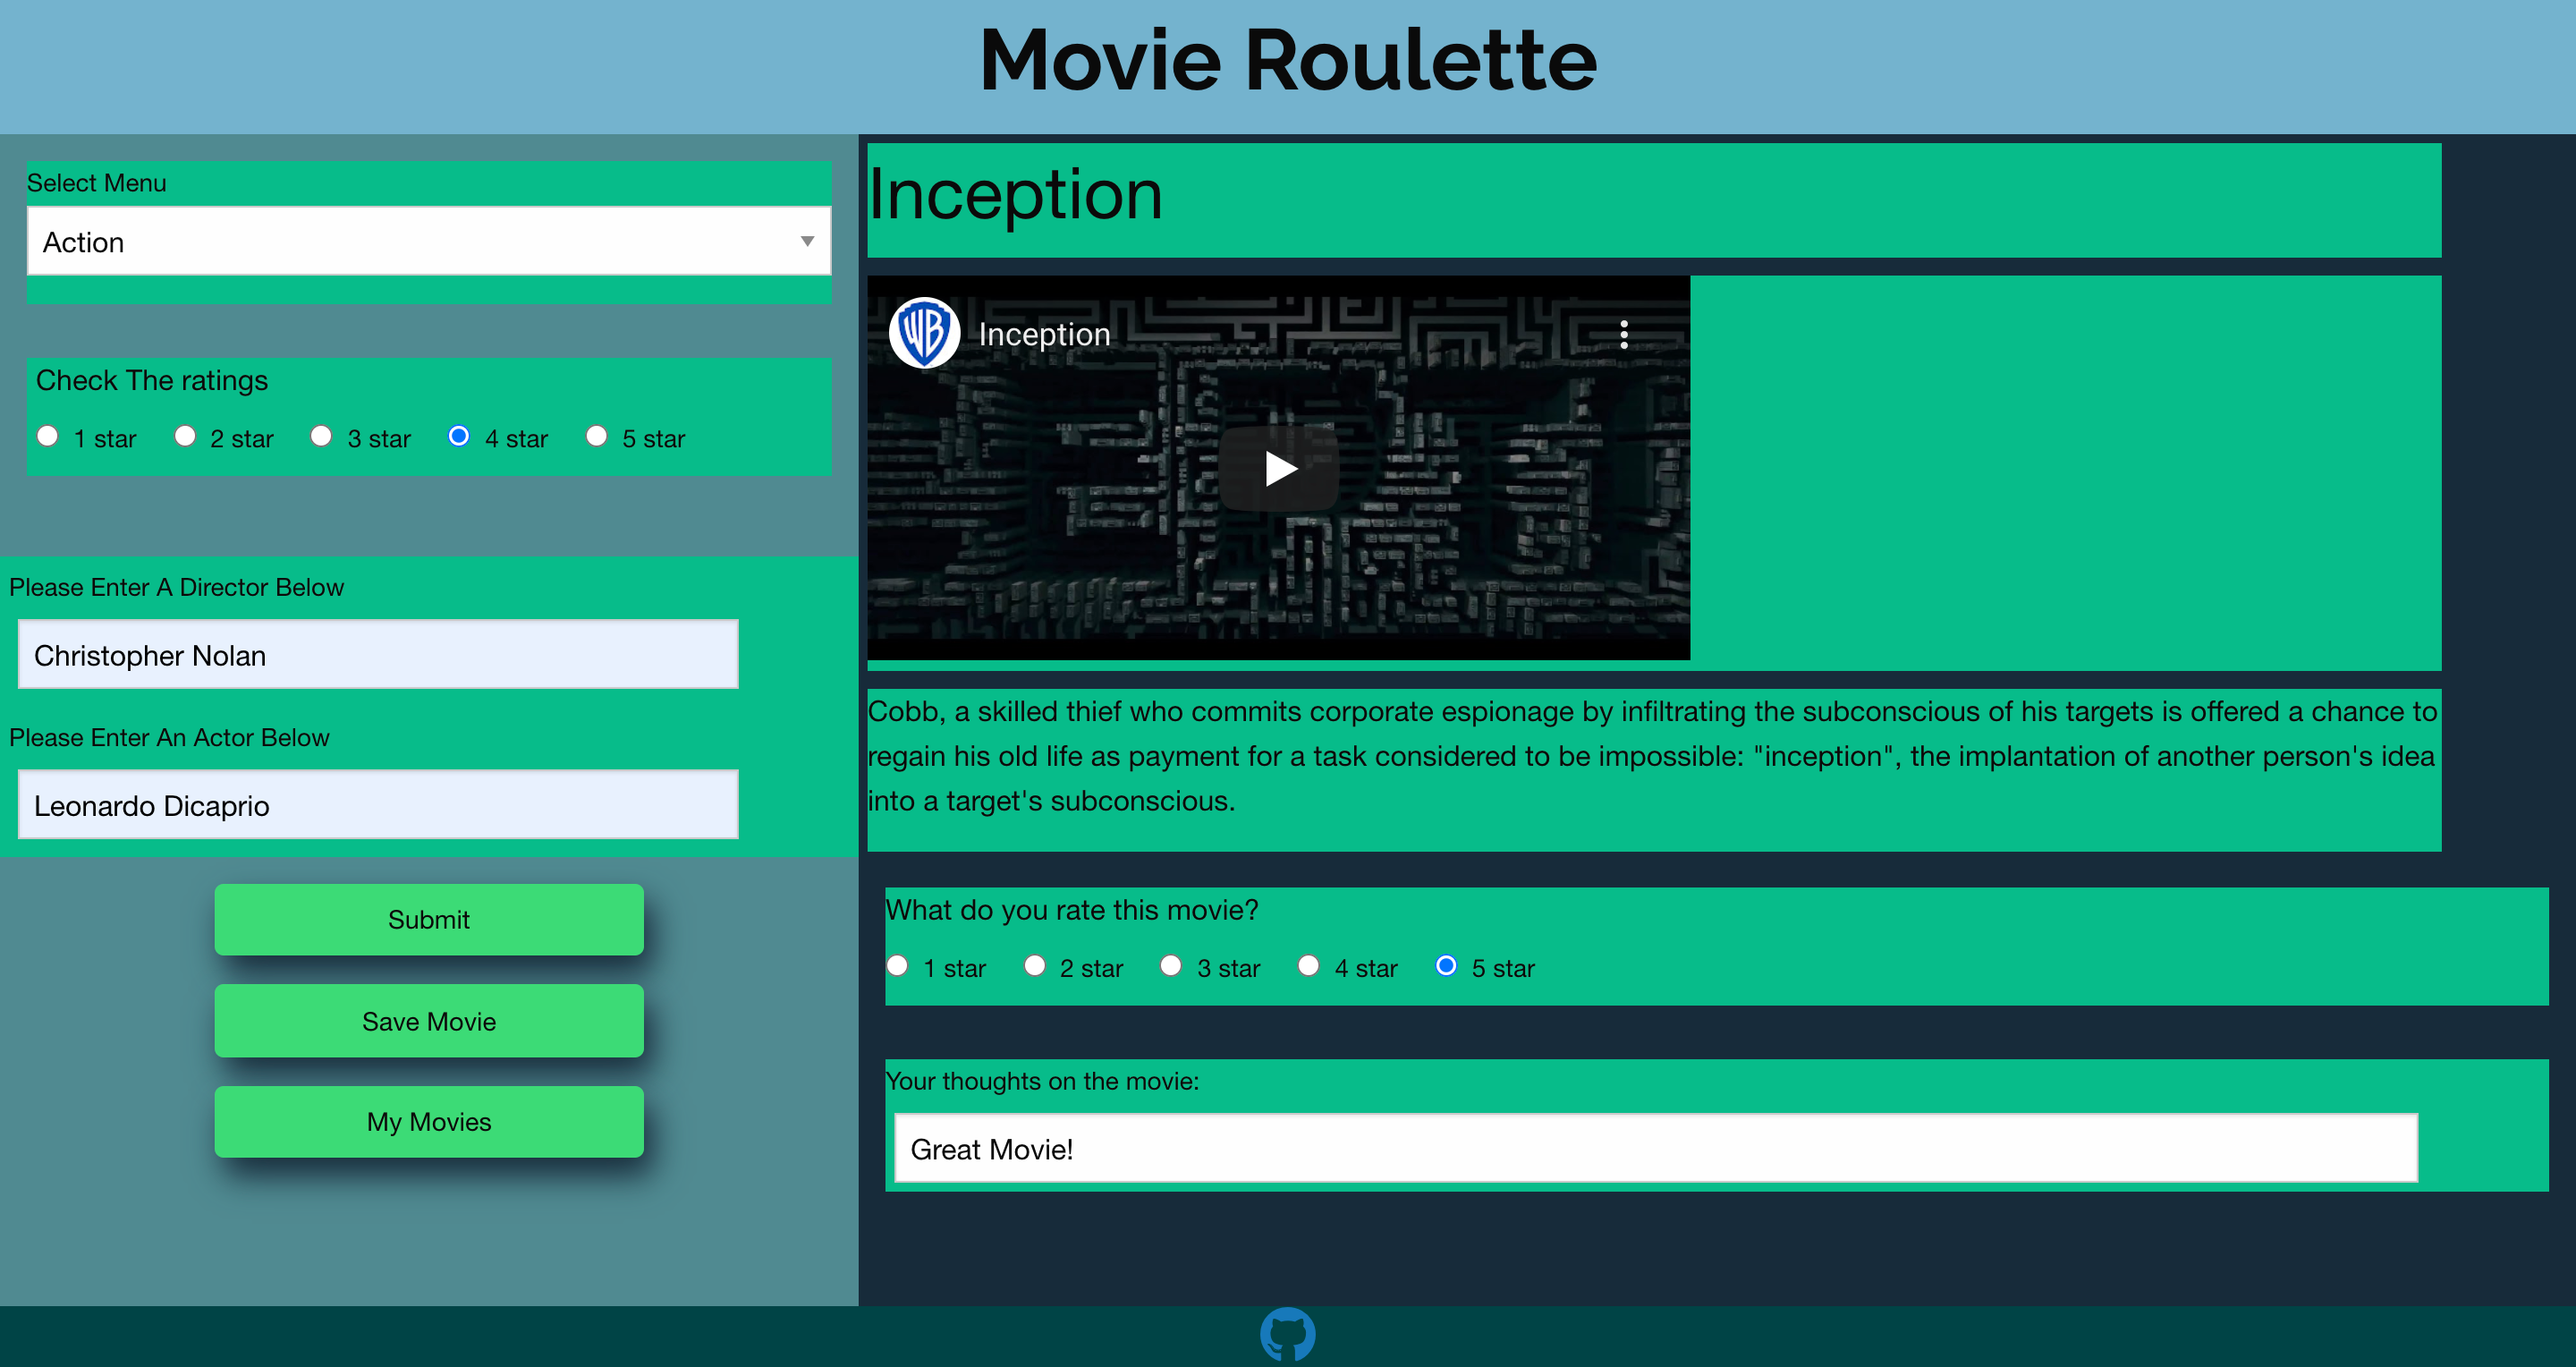 Movie Roulette
Select Menu
Action
Check The ratings
1 star 2 star 3 star 4 star 5 star
Please Enter A Director Below
Christopher Nolan
Please Enter An Actor Below
Leonardo Dicaprio
Submit
Save Movie
My Movies
Inception
WB Inception
Cobb, a skilled thief who commits corporate espionage by infiltrating the subconscious of his targets is offered a chance to
regain his old life as payment for a task considered to be impossible: "inception", the implantation of another person's idea
into a target's subconscious.
What do you rate this movie?
1 star 2 star 3 star 4 star 5 star
Your thoughts on the movie:
Great Movie!